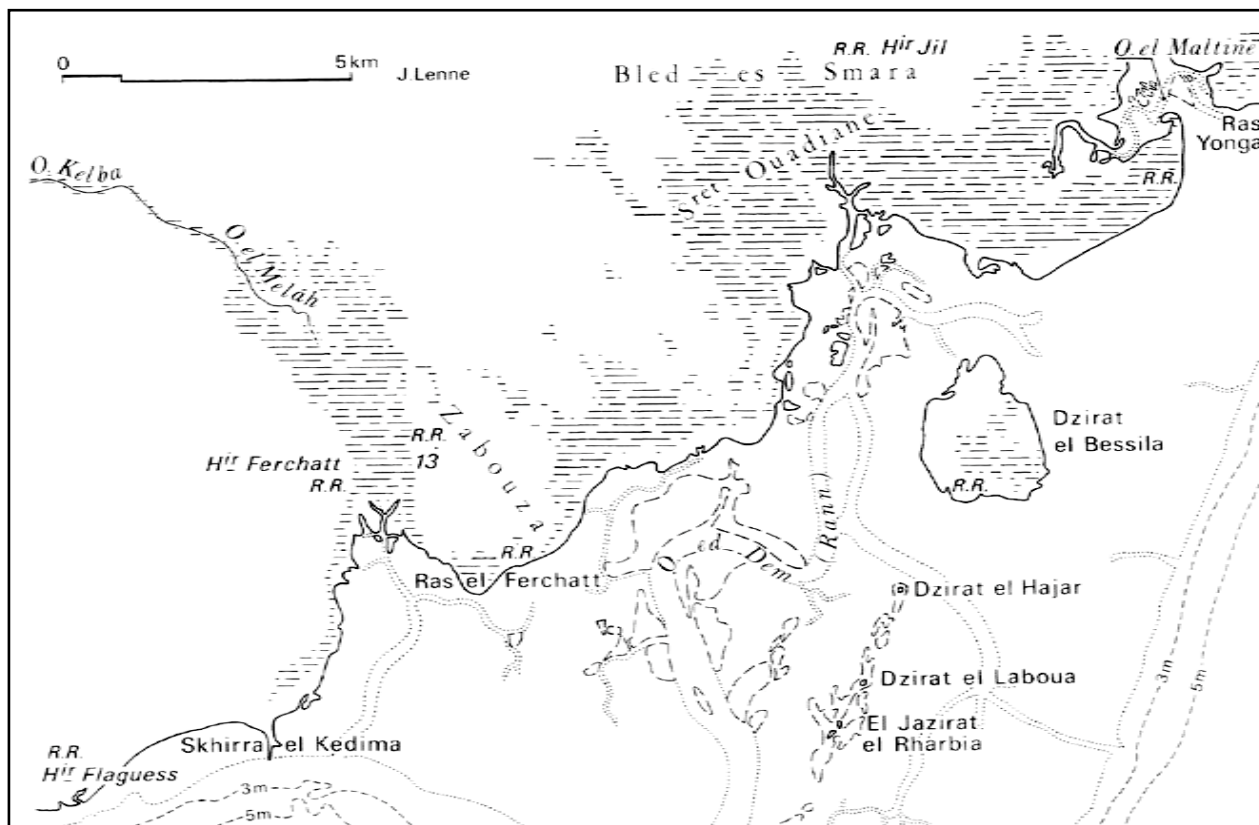 0 5km
J. Lenne
R.R. Hir Jil
O. el Maltine
Bled es Smara
Ras
Yonga
R.R.
Sret Ouadiane
O. Kelba
O. el Melah
Zabouza
R.R.
13
Hir Ferchatt
R.R.
Dzirat
el Bessila
R.R.
R.R.
Ras el Ferchatt
Oued Dem
(Rann)
Dzirat el Hajar
Dzirat el Laboua
El Jazirat
el Rharbia
Skhirra el Kedima
R.R.
Hir Flaguess
3m
5m
3m
5m